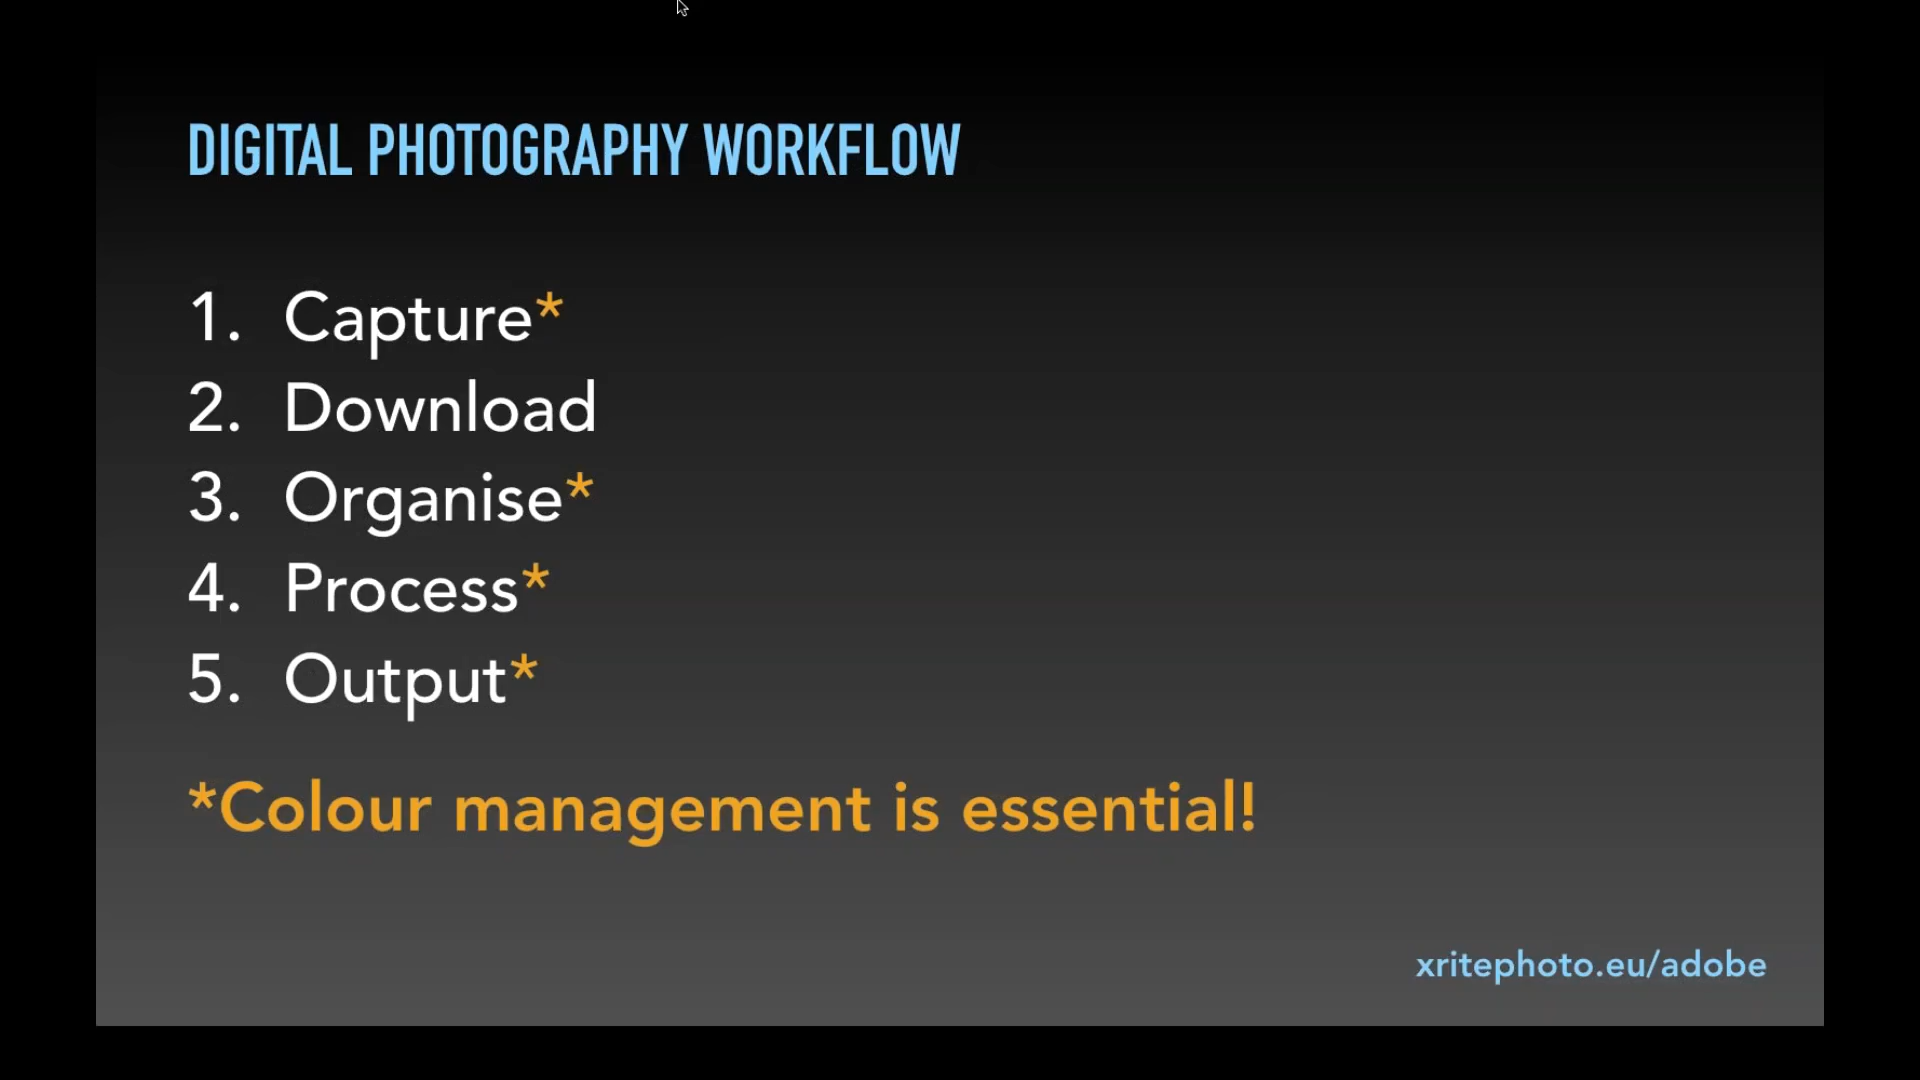 DIGITAL PHOTOGRAPHY WORKFLOW
1. Capture*
2. Download
3. Organise*
4. Process*
5. Output*
*Colour management is essential!
xritephoto.eu/adobe